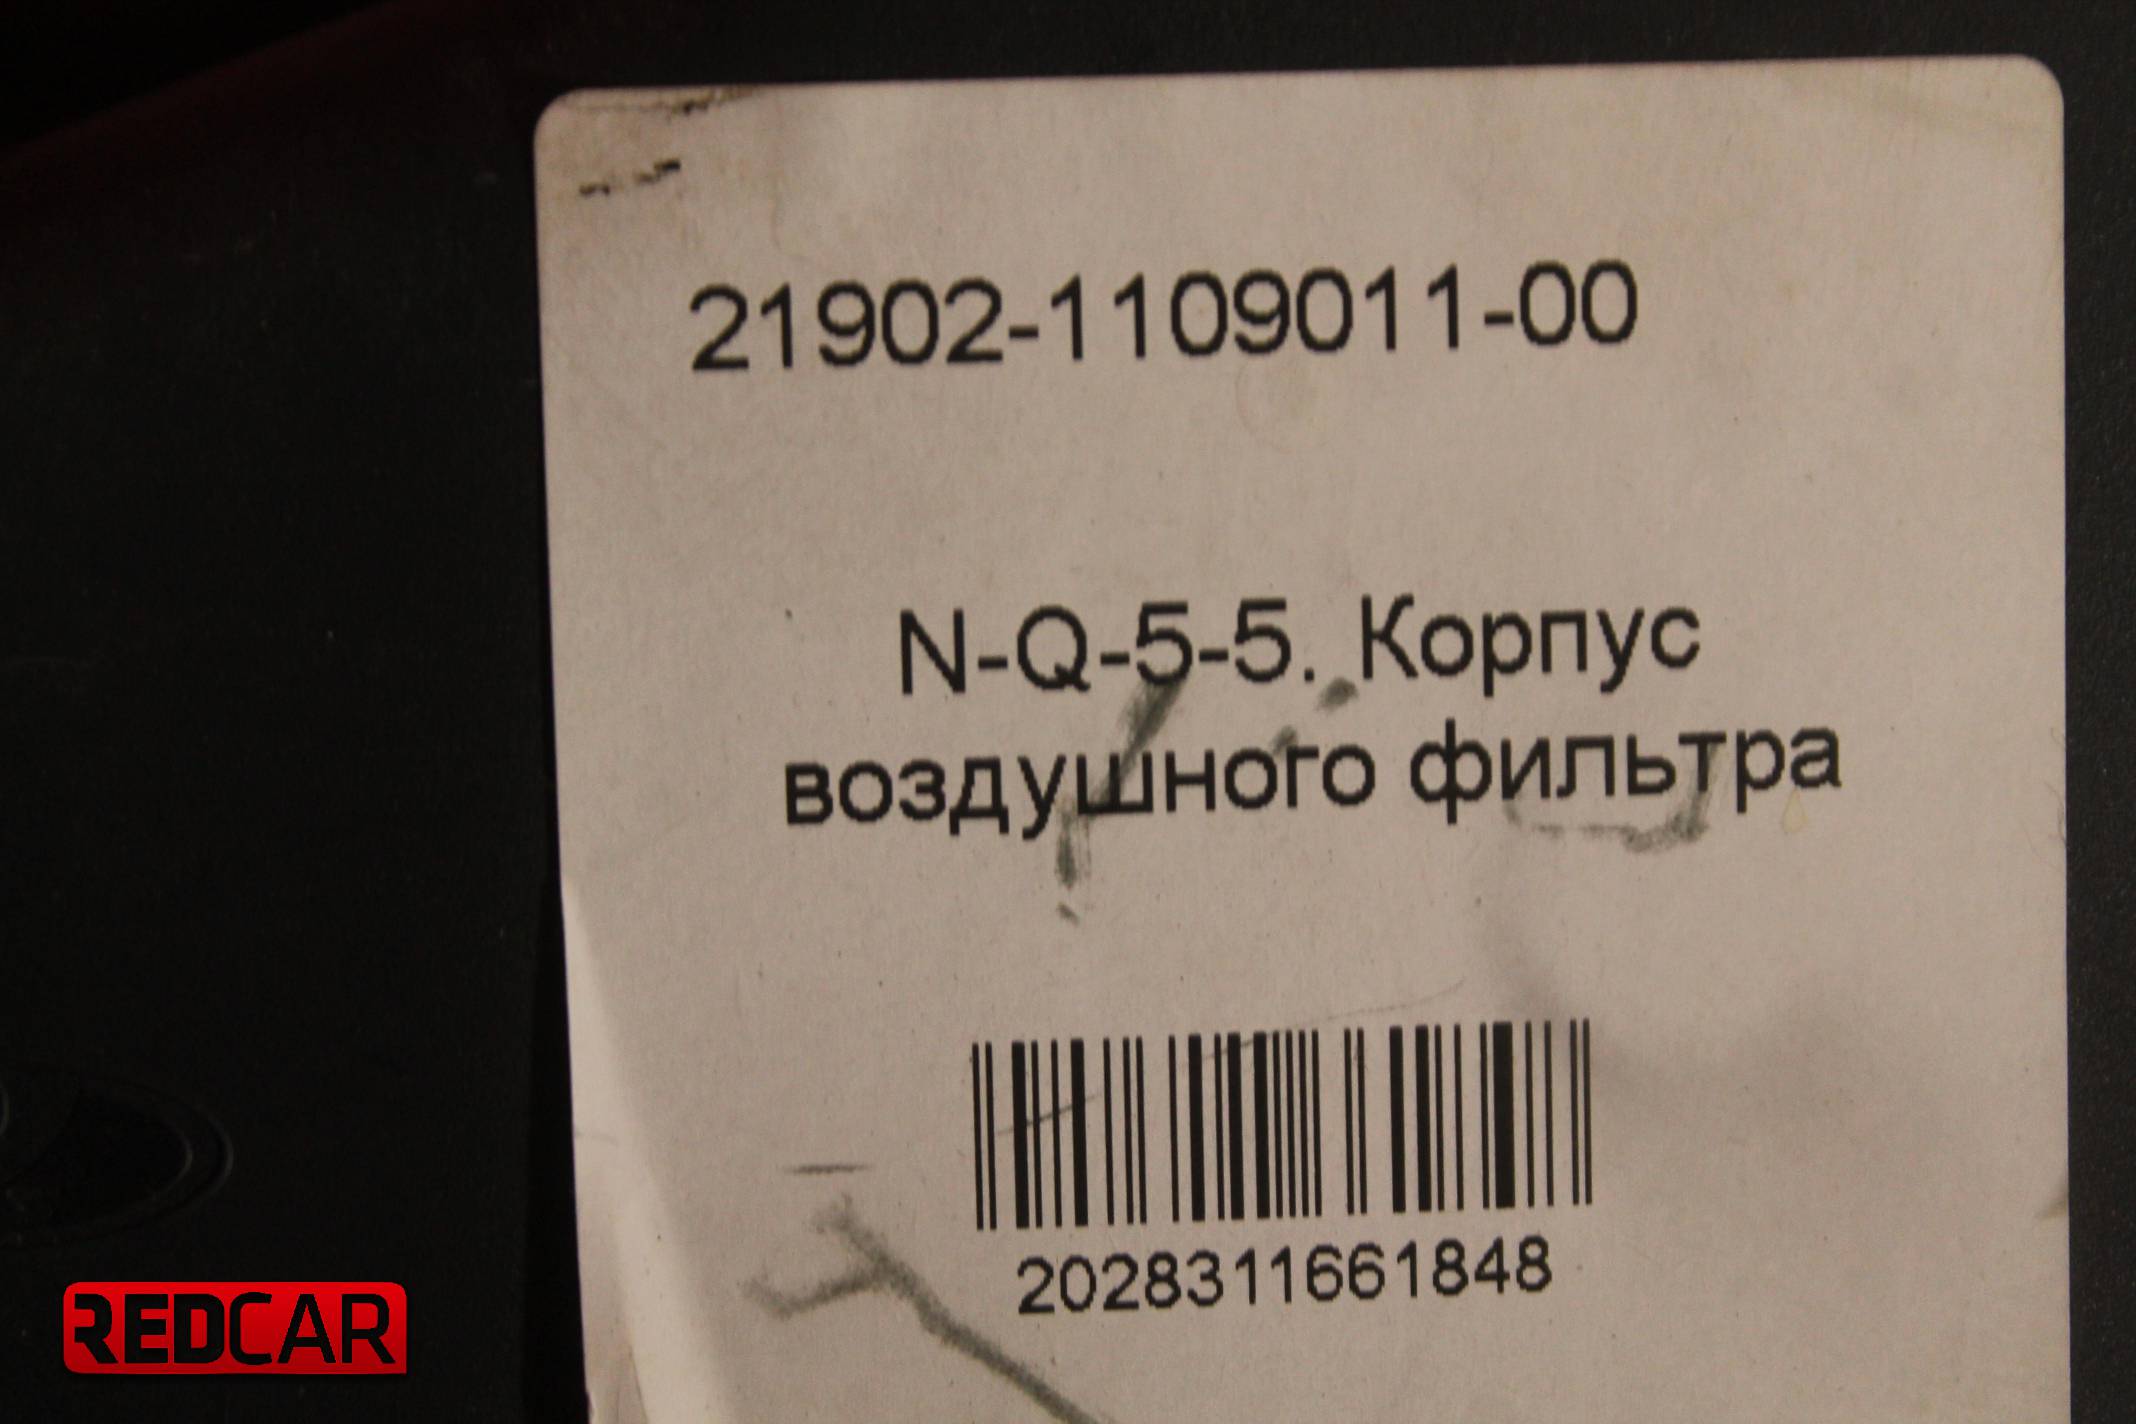 21902-1109011-00
N-Q-5-5. Корпус
воздушного фильтра
2028311661848
REDCAR